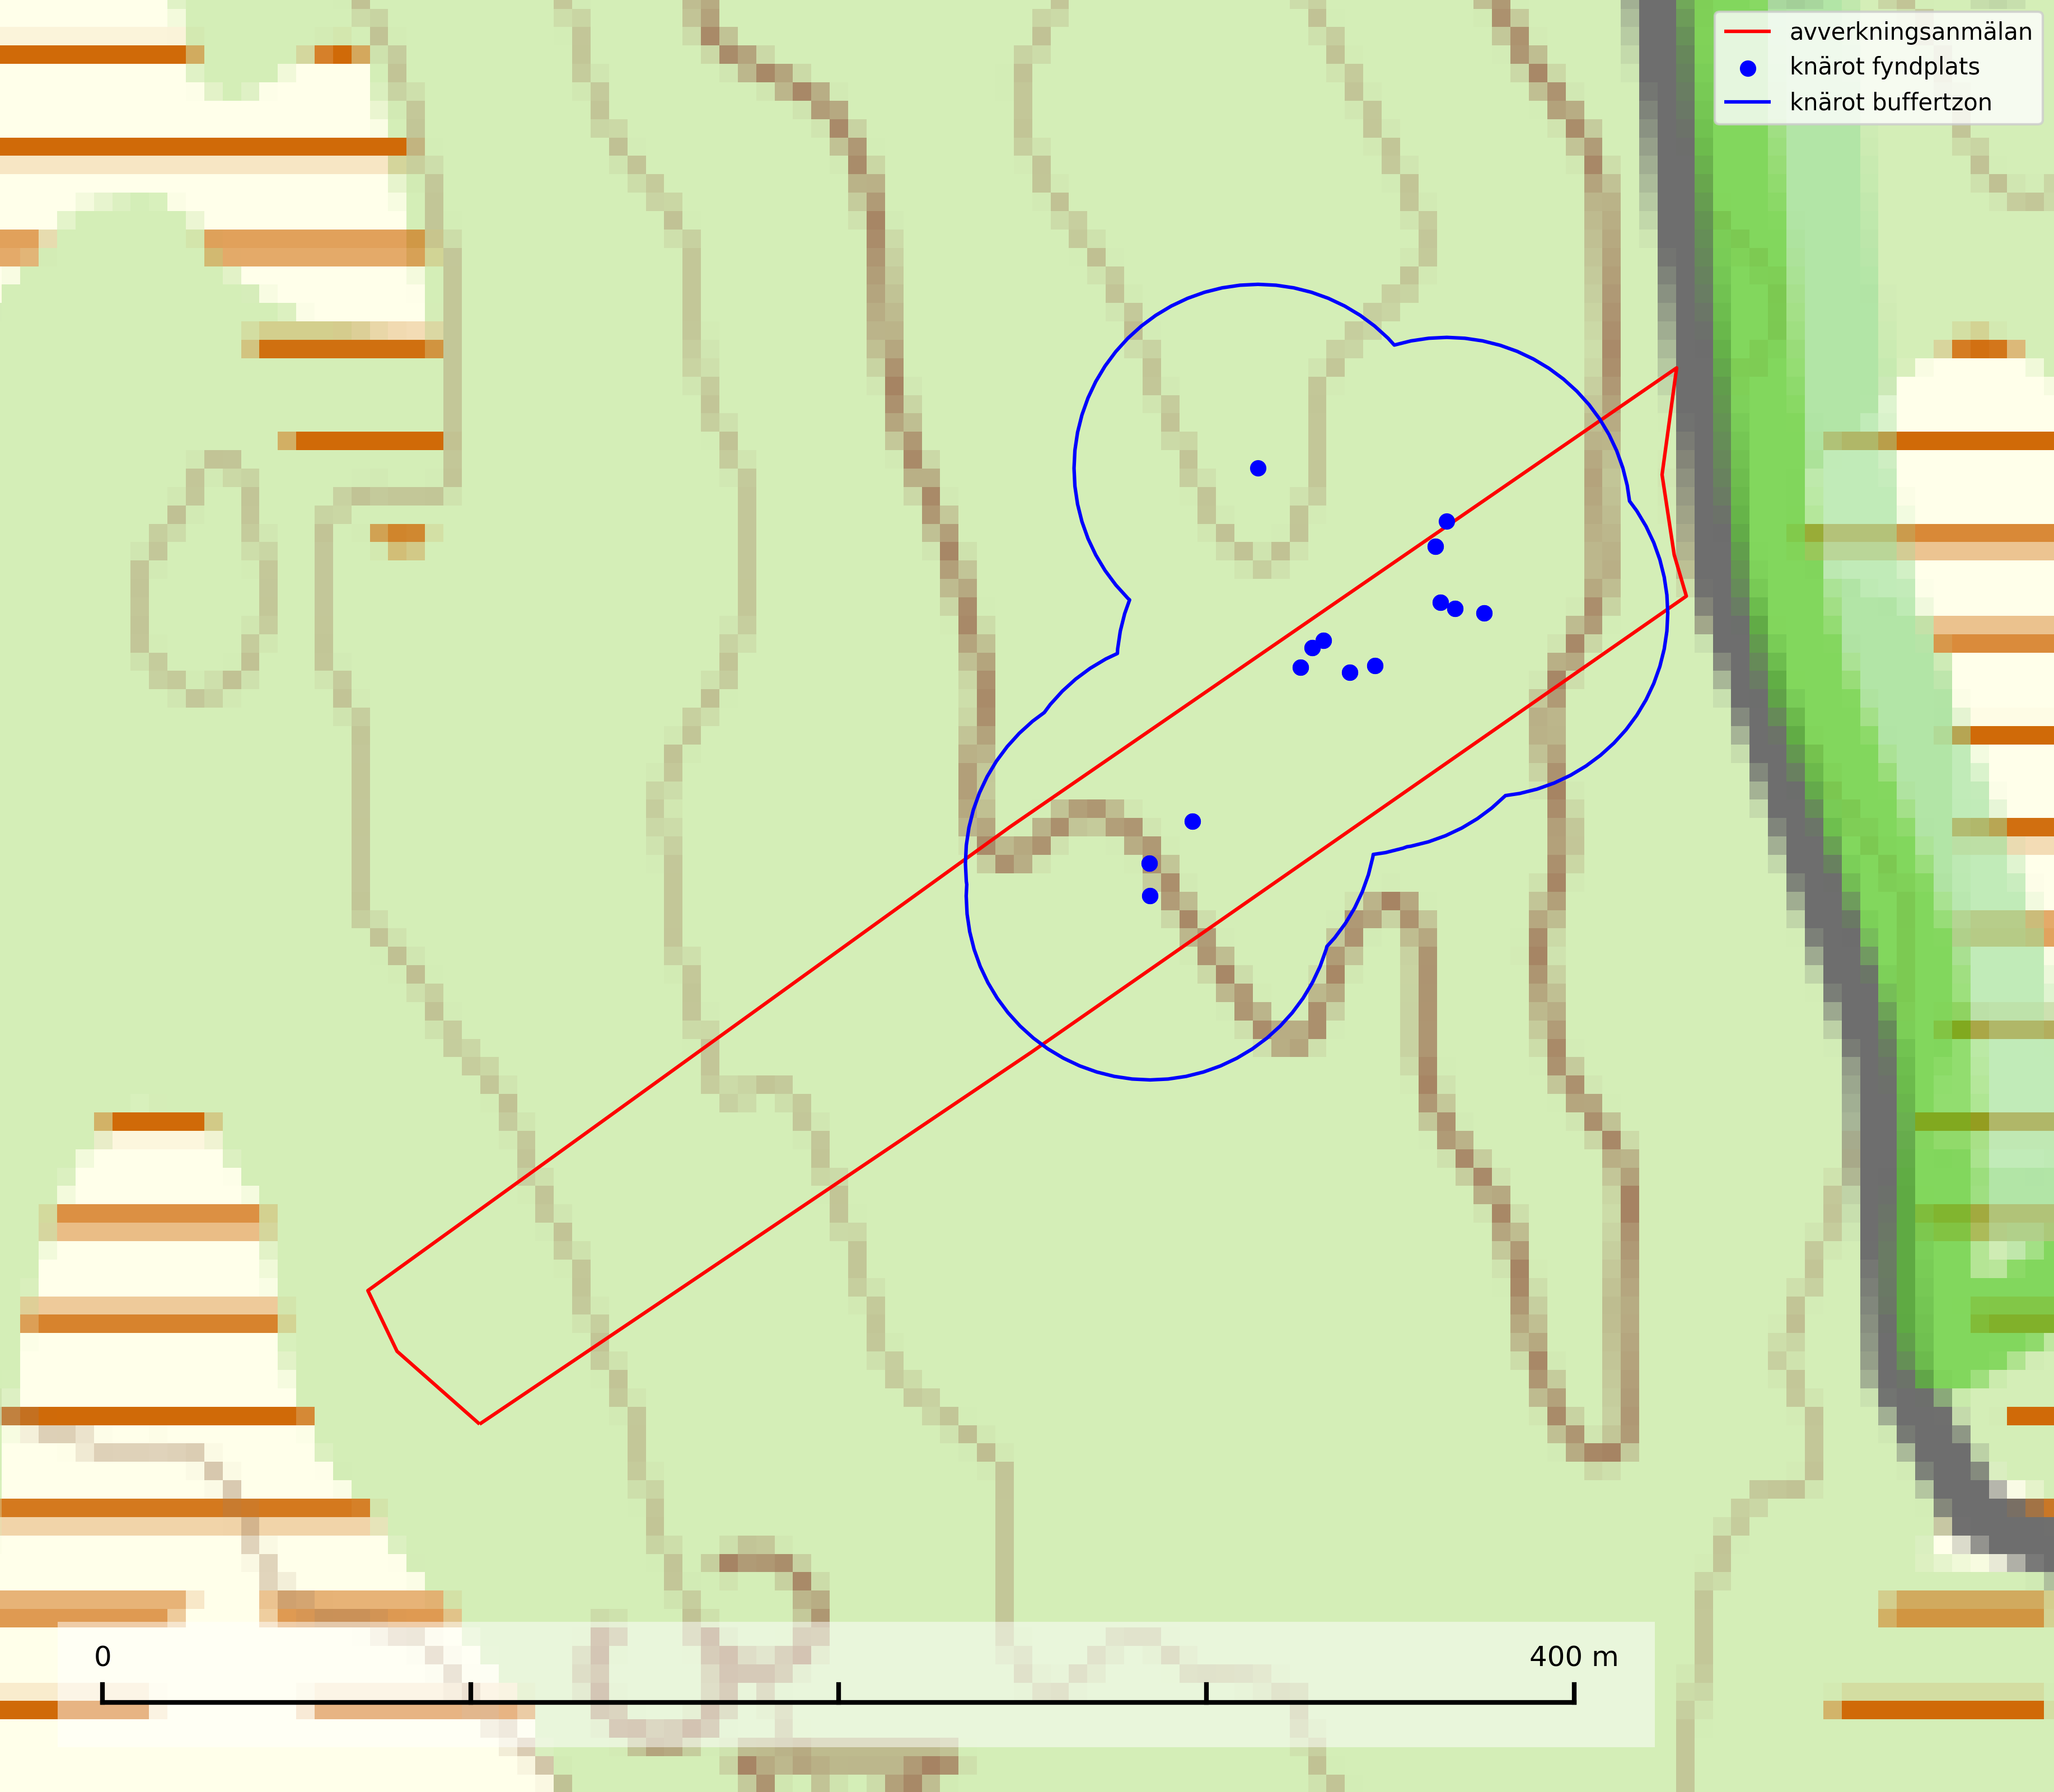 avverkningsanmälan
knärot fyndplats
knärot buffertzon
0 400 m